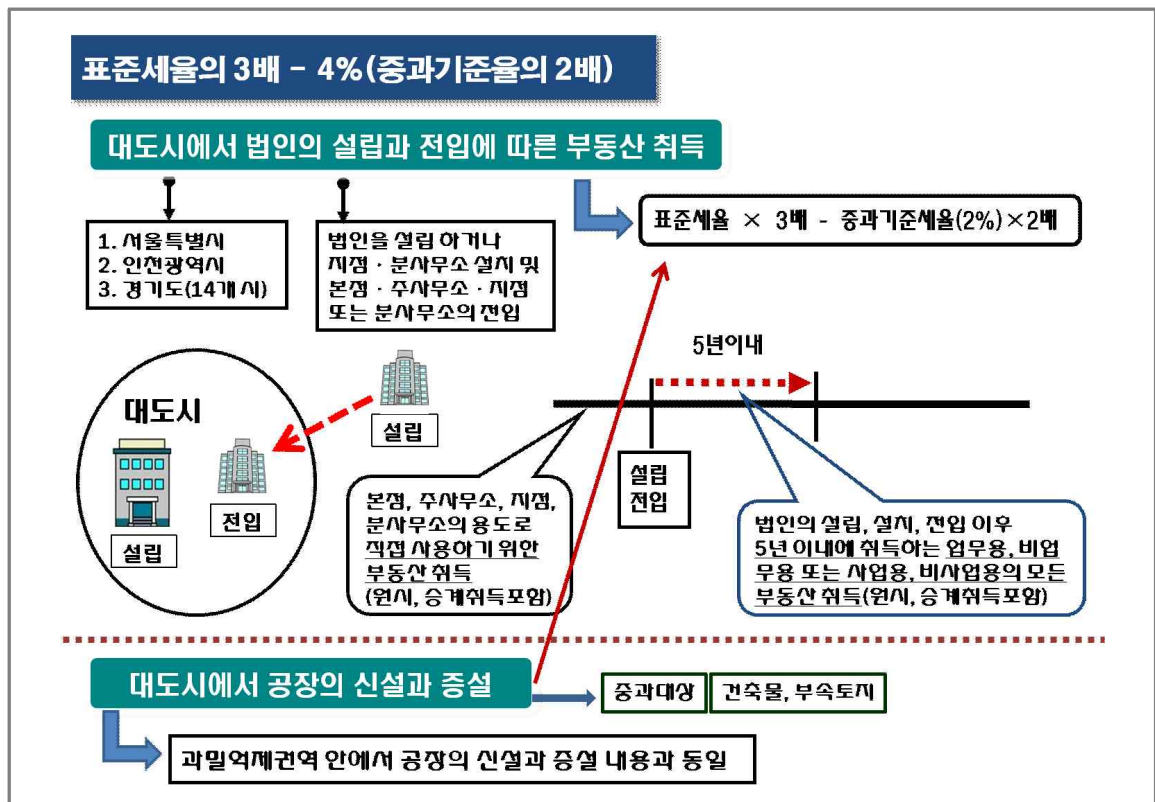 표준세율의 3배 - 4%(중과기준율의 2배)
대도시에서 법인의 설립과 전입에 따른 부동산 취득
1. 서울특별시
2. 인천광역시
3. 경기도(14개 시)
법인을 설립 하거나
지점 · 분사무소 설치 및
본점 · 주사무소 · 지점
또는 분사무소의 전입
표준세율 × 3배 - 중과기준세율(2%)×2배
대도시
설립
전입
설립
5년이내
설립
전입
본점, 주사무소, 지점,
분사무소의 용도로
직접 사용하기 위한
부동산 취득
(원시, 승계취득포함)
법인의 설립, 설치, 전입 이후
5년 이내에 취득하는 업무용, 비업
무용 또는 사업용, 비사업용의 모든
부동산 취득(원시, 승계취득포함)
대도시에서 공장의 신설과 증설
중과대상
건축물, 부속토지
과밀억제권역 안에서 공장의 신설과 증설 내용과 동일